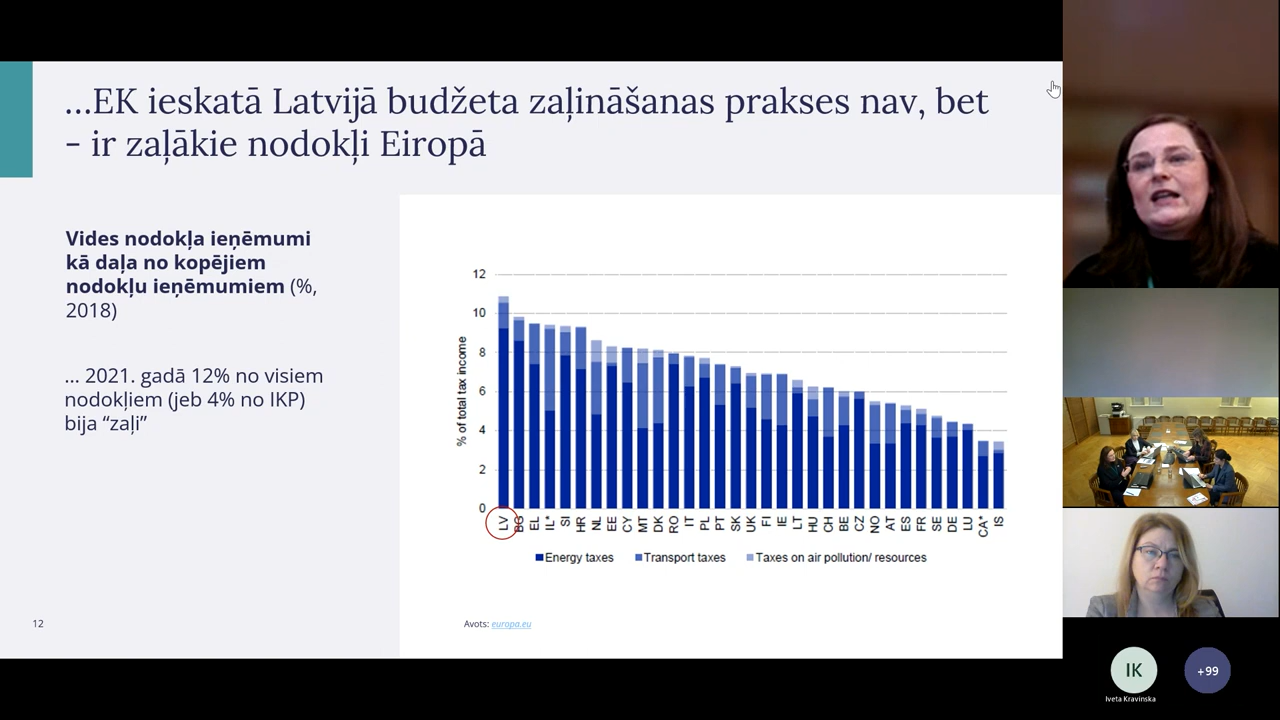 ...EK ieskatā Latvijā budžeta zaļināšanas prakses nav, bet
- ir zaļākie nodokļi Eiropā
Vides nodokļa ieņēmumi
kā daļa no kopējiem
nodokļu ieņēmumiem (%,
2018)
... 2021. gadā 12% no visiem
nodokļiem (jeb 4% no IKP)
bija “zaļi”
% of total tax income
12
10
8
6
4
2
0
LV BG EL IL* SI HR NL EE CY MT DK RO IT PL PT SK UK FI IE LT HU CH BE CZ NO AT ES FR SE DE LU CA* IS
Energy taxes Transport taxes Taxes on air pollution/ resources
12
Avots: europa.eu
IK
+99
Iveta Kravinska